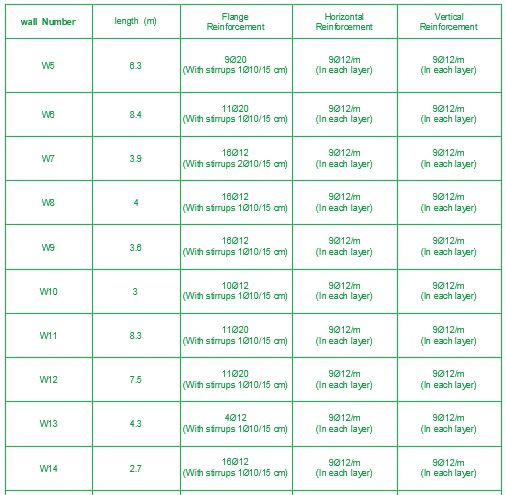 wall Number length (m) Flange Reinforcement Horizontal Reinforcement Vertical Reinforcement
W5 6.3 9Ø20 9Ø12/m 9Ø12/m
(With stirrups 1Ø10/15 cm) (In each layer) (In each layer)
W6 8.4 11Ø20 9Ø12/m 9Ø12/m
(With stirrups 1Ø10/15 cm) (In each layer) (In each layer)
W7 3.9 16Ø12 9Ø12/m 9Ø12/m
(With stirrups 2Ø10/15 cm) (In each layer) (In each layer)
W8 4 16Ø12 9Ø12/m 9Ø12/m
(With stirrups 1Ø10/15 cm) (In each layer) (In each layer)
W9 3.6 16Ø12 9Ø12/m 9Ø12/m
(With stirrups 1Ø10/15 cm) (In each layer) (In each layer)
W10 3 10Ø12 9Ø12/m 9Ø12/m
(With stirrups 1Ø10/15 cm) (In each layer) (In each layer)
W11 8.3 11Ø20 9Ø12/m 9Ø12/m
(With stirrups 1Ø10/15 cm) (In each layer) (In each layer)
W12 7.5 11Ø20 9Ø12/m 9Ø12/m
(With stirrups 1Ø10/15 cm) (In each layer) (In each layer)
W13 4.3 4Ø12 9Ø12/m 9Ø12/m
(With stirrups 1Ø10/15 cm) (In each layer) (In each layer)
W14 2.7 16Ø12 9Ø12/m 9Ø12/m
(With stirrups 1Ø10/15 cm) (In each layer) (In each layer)